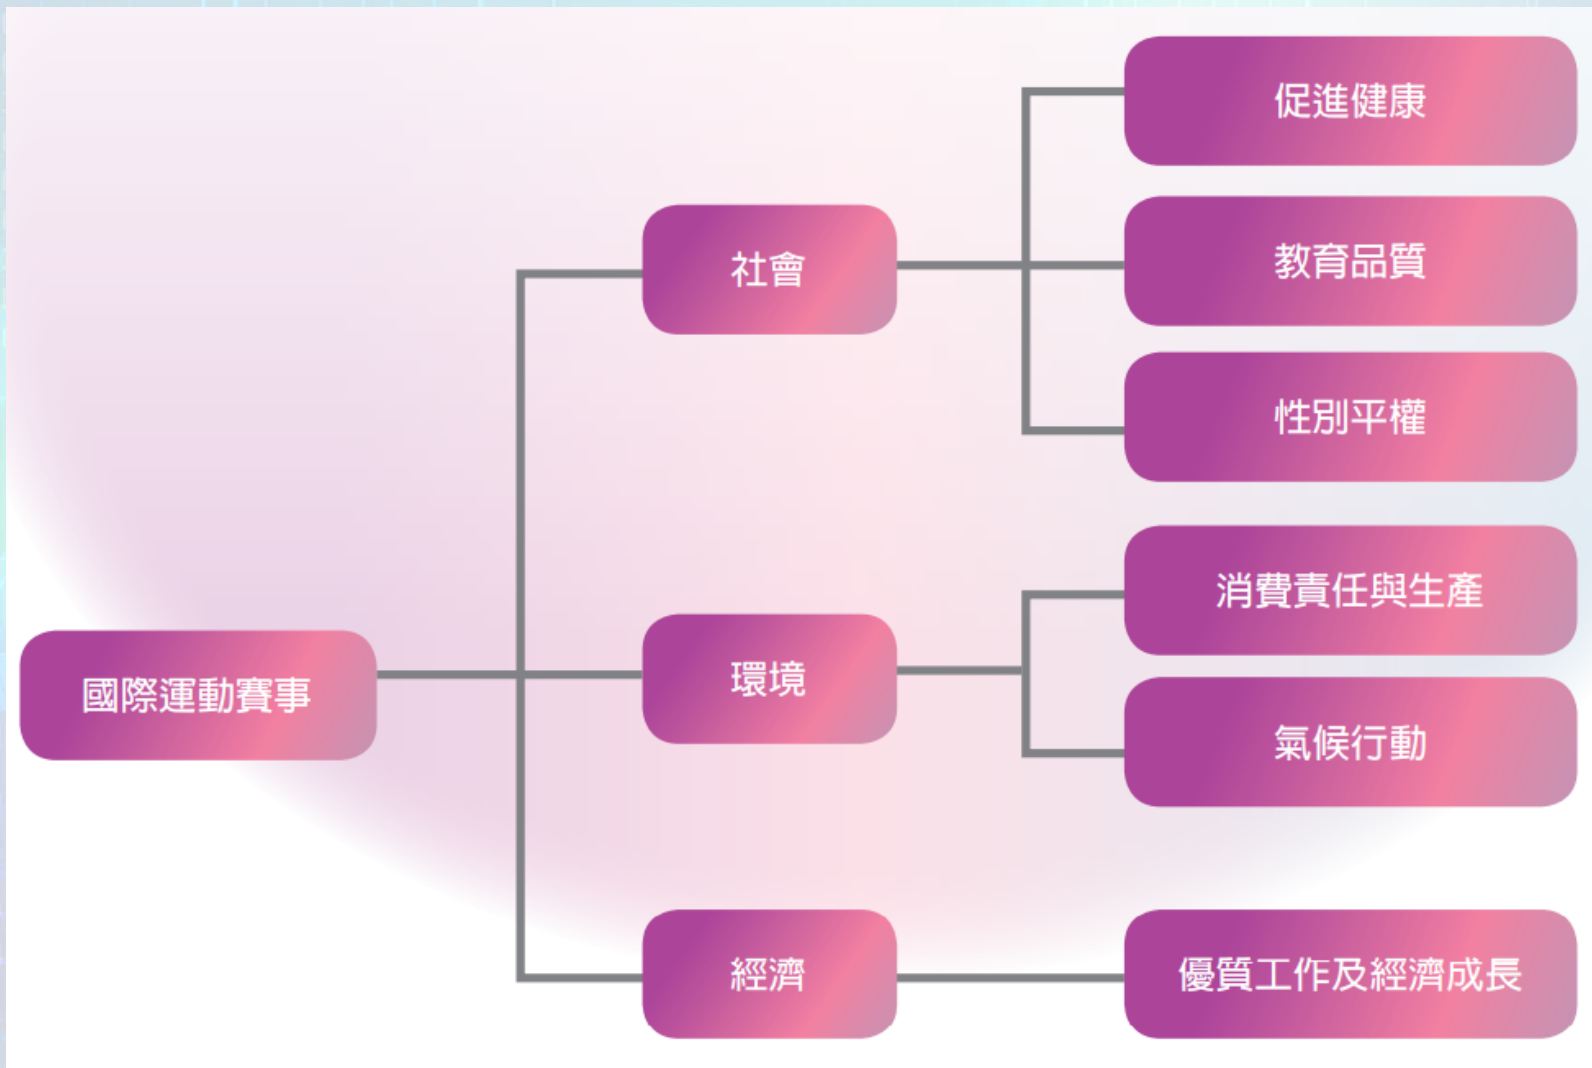 國際運動賽事
社會
促進健康
教育品質
性別平權
環境
消費責任與生產
氣候行動
經濟
優質工作及經濟成長